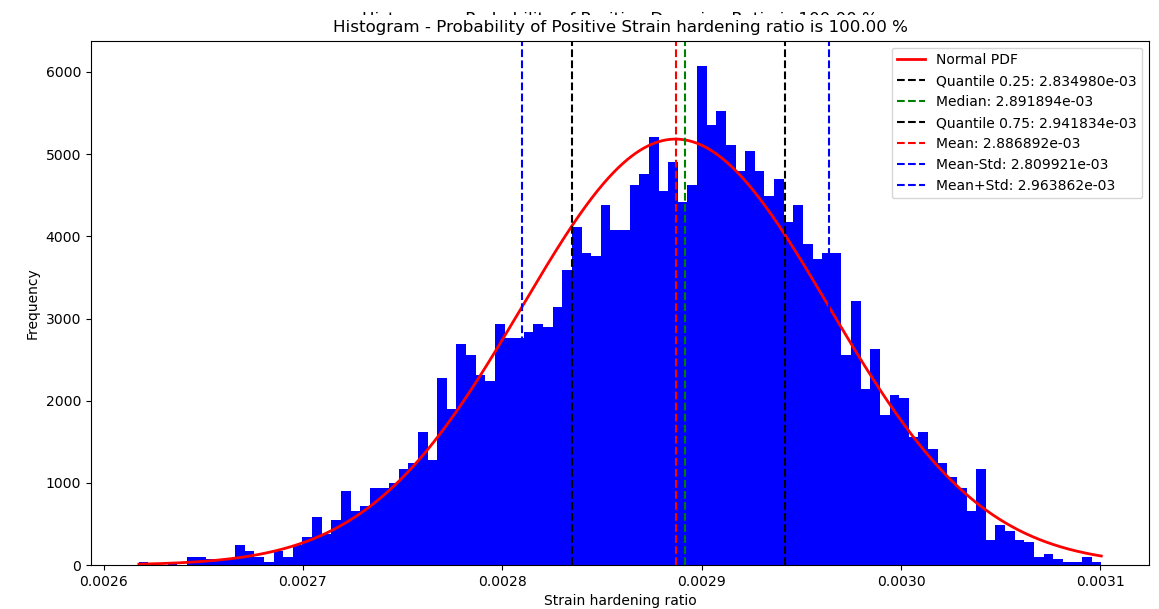 Histogram - Probability of Positive Strain hardening ratio is 100.00 %
Frequency
6000
5000
4000
3000
2000
1000
0
Normal PDF
Quantile 0.25: 2.834980e-03
Median: 2.891894e-03
Quantile 0.75: 2.941834e-03
Mean: 2.886892e-03
Mean-Std: 2.809921e-03
Mean+Std: 2.963862e-03
0.0026 0.0027 0.0028 0.0029 0.0030 0.0031
Strain hardening ratio